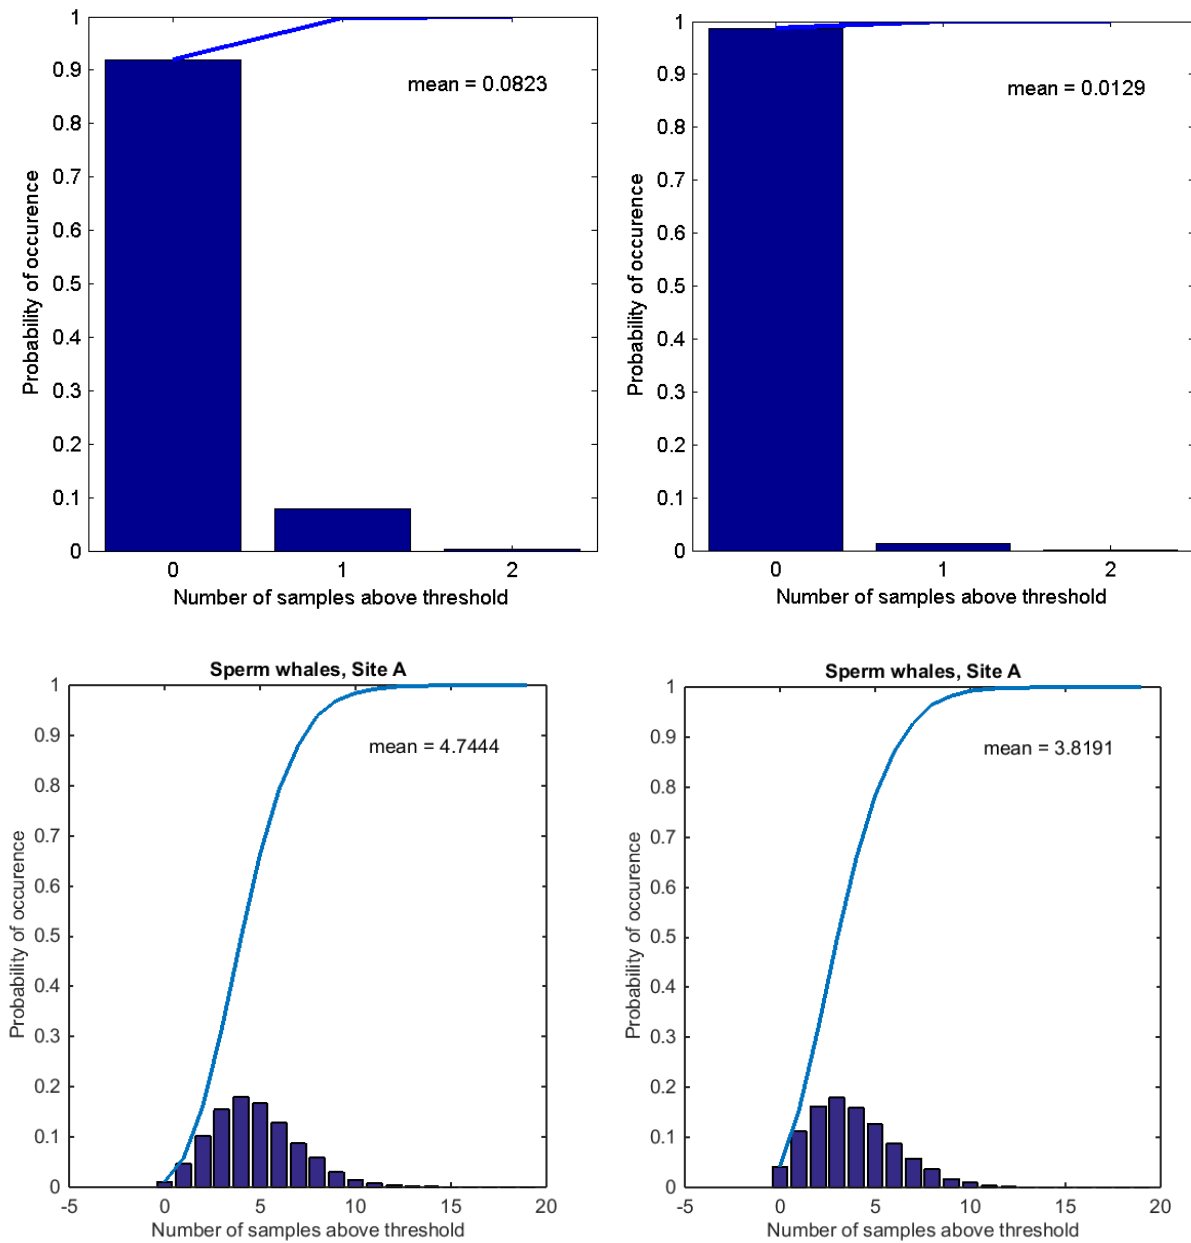 1
0.9
0.8
0.7
0.6
0.5
0.4
0.3
0.2
0.1
0
Probability of occurence
mean = 0.0823
0 1 2
Number of samples above threshold
1
0.9
0.8
0.7
0.6
0.5
0.4
0.3
0.2
0.1
0
Probability of occurence
mean = 0.0129
0 1 2
Number of samples above threshold
Sperm whales, Site A
1
0.9
0.8
0.7
0.6
0.5
0.4
0.3
0.2
0.1
0
Probability of occurence
mean = 4.7444
-5 0 5 10 15 20
Number of samples above threshold
Sperm whales, Site A
1
0.9
0.8
0.7
0.6
0.5
0.4
0.3
0.2
0.1
0
Probability of occurence
mean = 3.8191
-5 0 5 10 15 20
Number of samples above threshold